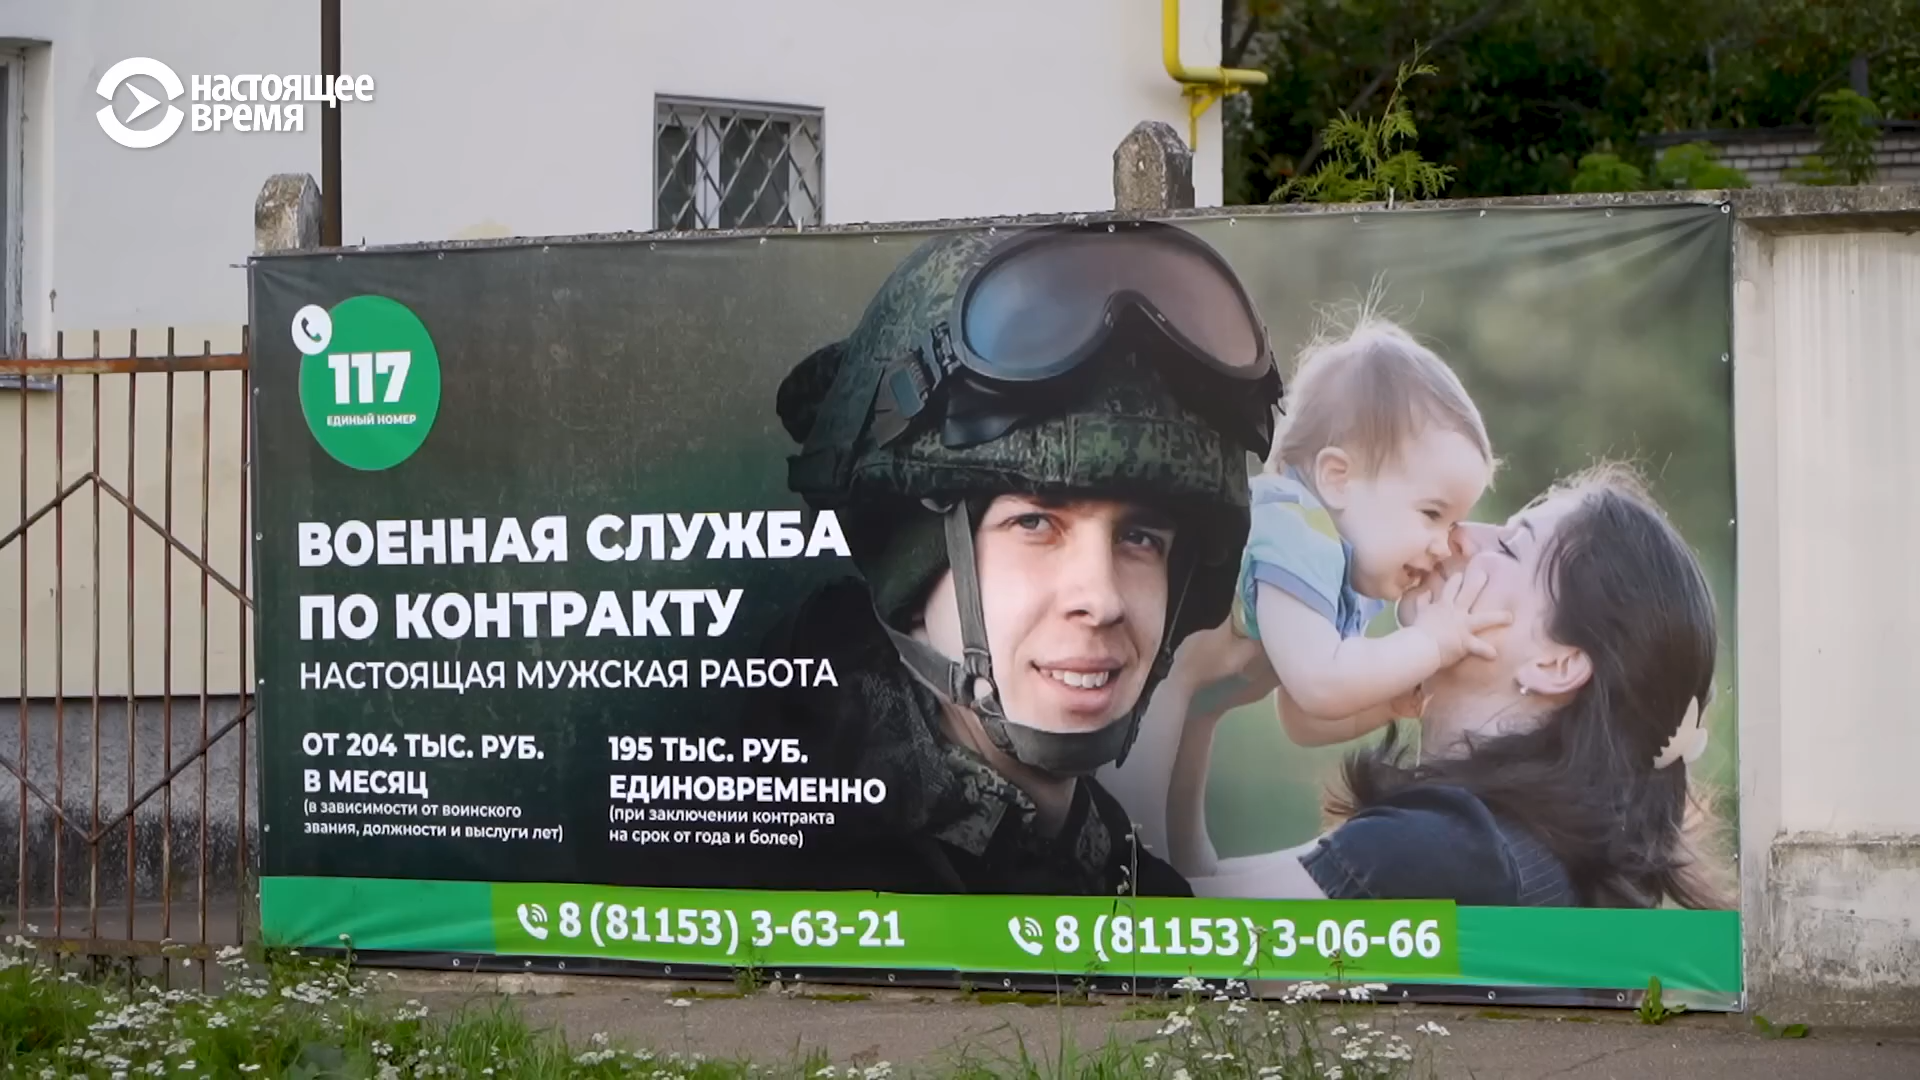 настоящее
время
117
ЕДИНЫЙ НОМЕР
ВОЕННАЯ СЛУЖБА
ПО КОНТРАКТУ
НАСТОЯЩАЯ МУЖСКАЯ РАБОТА
ОТ 204 ТЫС. РУБ.
В МЕСЯЦ
(в зависимости от воинского
звания, должности и выслуги лет)
195 ТЫС. РУБ.
ЕДИНОВРЕМЕННО
(при заключении контракта
на срок от года и более)
8 (81153) 3-63-21
8 (81153) 3-06-66